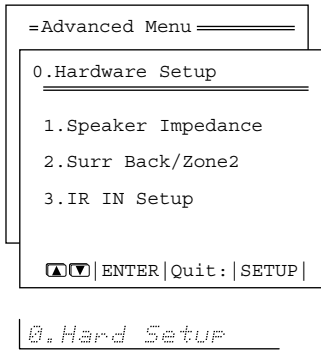 =Advanced Menu
0.Hardware Setup
1.Speaker Impedance
2.Surr Back/Zone2
3.IR IN Setup
▲▼|ENTER|Quit:|SETUP|
0.Hard Setup